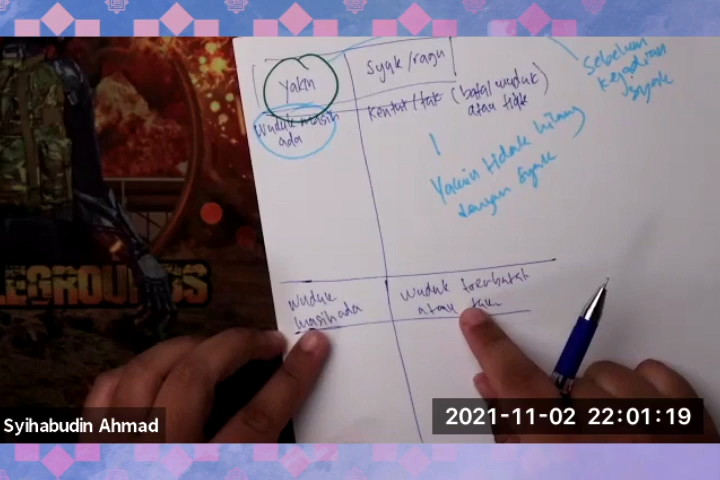 Yakin
Syak/ragu
Sebelum
kejadian
syak
wuduk masih
ada
kentut/tak
(batal wuduk
atau tidak
Yakin tidak hilang
dengan syak
wuduk
masih ada
wuduk terbatal
atau tak
EGROUNDS
Syihabudin Ahmad
2021-11-02 22:01:19